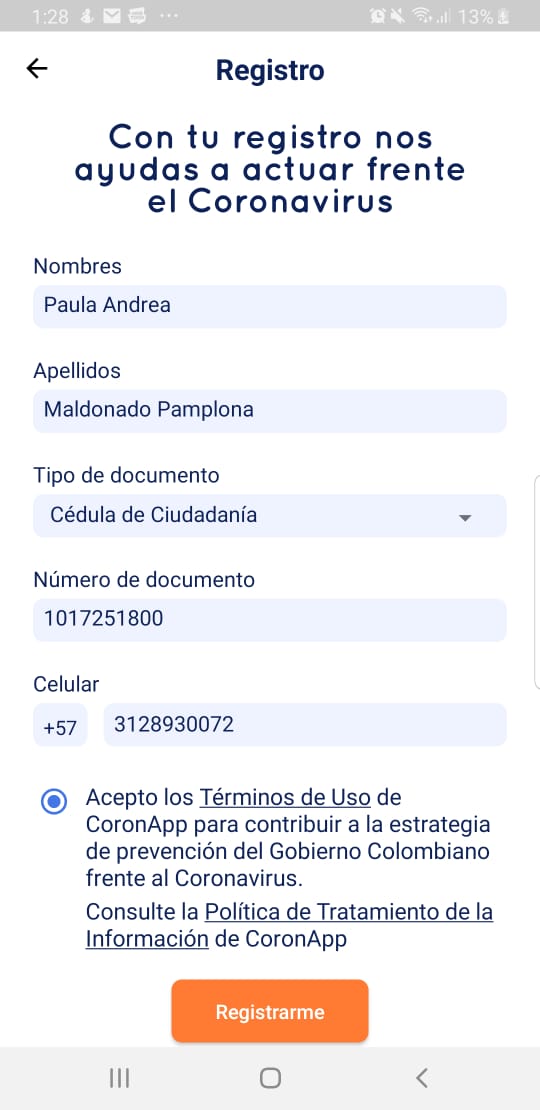 1:28
13%
Registro
Con tu registro nos
ayudas a actuar frente
el Coronavirus
Nombres
Paula Andrea
Apellidos
Maldonado Pamplona
Tipo de documento
Cédula de Ciudadanía
Número de documento
1017251800
Celular
+57 3128930072
Acepto los Términos de Uso de
CoronApp para contribuir a la estrategia
de prevención del Gobierno Colombiano
frente al Coronavirus.
Consulte la Política de Tratamiento de la
Información de CoronApp
Registrarme